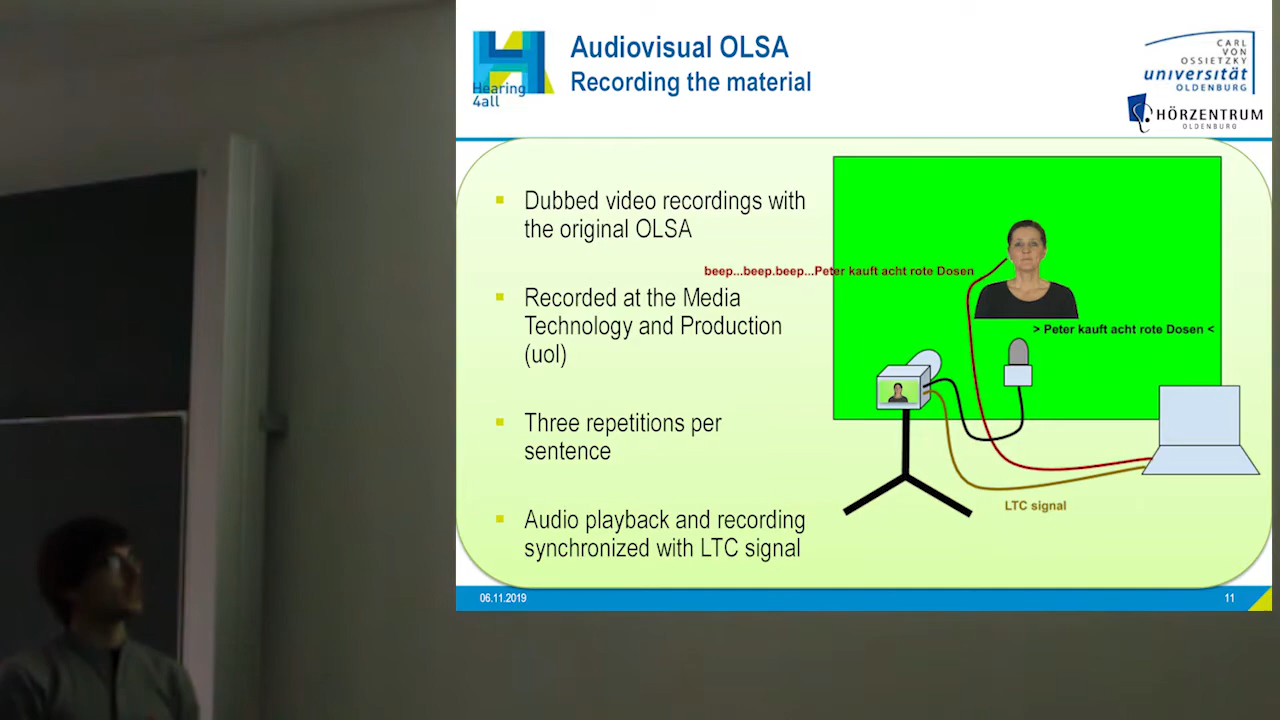 Hearing
4all
Audiovisual OLSA
Recording the material
CARL
VON
OSSIETZKY
universität
OLDENBURG
HÖRZENTRUM
OLDENBURG
Dubbed video recordings with
the original OLSA
Recorded at the Media
Technology and Production
(uol)
Three repetitions per
sentence
Audio playback and recording
synchronized with LTC signal
beep...beep.beep...Peter kauft acht rote Dosen
> Peter kauft acht rote Dosen <
LTC signal
06.11.2019
11